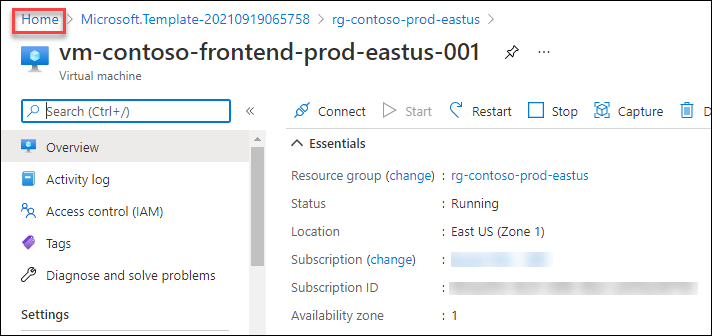 Home > Microsoft.Template-20210919065758 > rg-contoso-prod-eastus >
vm-contoso-frontend-prod-eastus-001 ...
Virtual machine
Search (Ctrl+/) «
Connect Start Restart Stop Capture D
Overview
Activity log
Access control (IAM)
Tags
Diagnose and solve problems
Settings
Essentials
Resource group (change) : rg-contoso-prod-eastus
Status : Running
Location : East US (Zone 1)
Subscription (change) :
Subscription ID :
Availability zone : 1